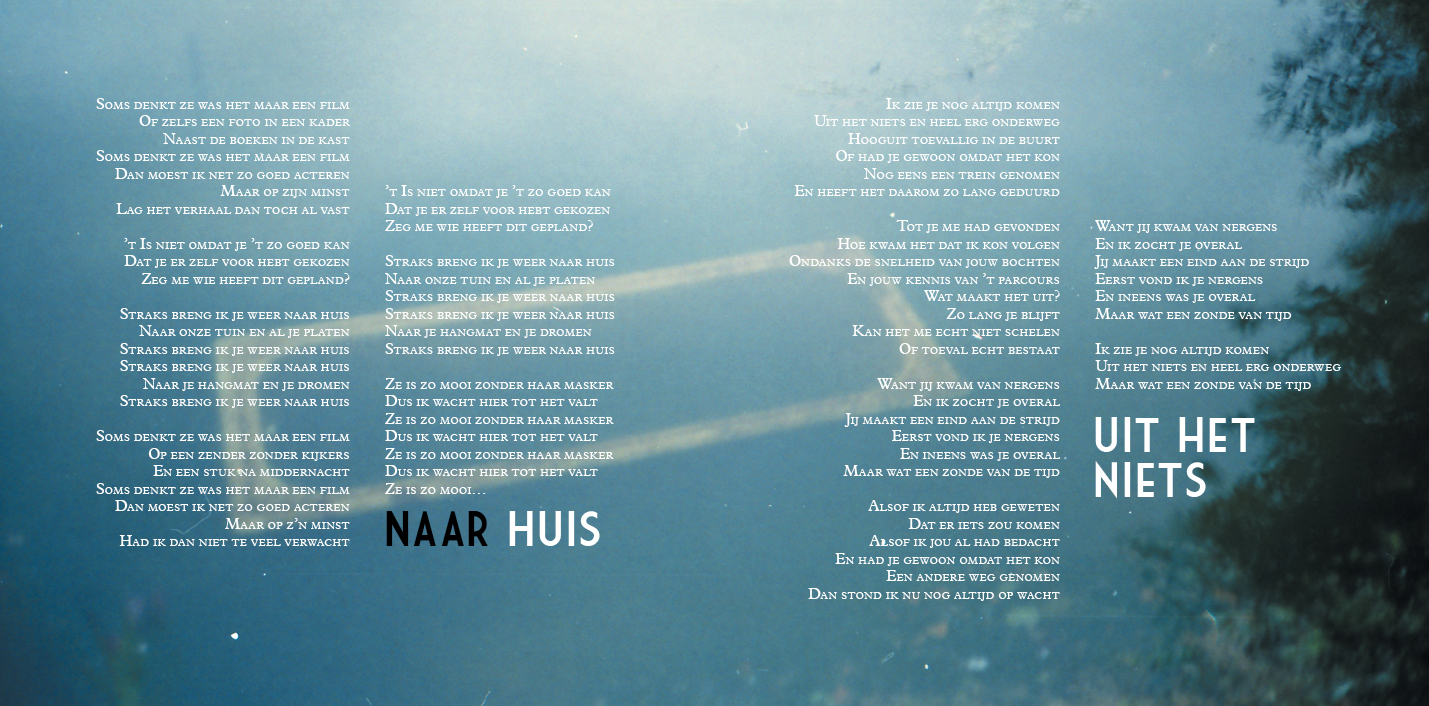 Soms denkt ze was het maar een film
Of zelfs een foto in een kader
Naast de boeken in de kast
Soms denkt ze was het maar een film
Dan moest ik net zo goed acteren
Maar op zijn minst
Lag het verhaal dan toch al vast

't Is niet omdat je 't zo goed kan
Dat je er zelf voor hebt gekozen
Zeg me wie heeft dit gepland?

Straks breng ik je weer naar huis
Naar onze tuin en al je platen
Straks breng ik je weer naar huis
Straks breng ik je weer naar huis
Naar je hangmat en je dromen
Straks breng ik je weer naar huis

Soms denkt ze was het maar een film
Op een zender zonder kijkers
En een stuk na middernacht
Soms denkt ze was het maar een film
Dan moest ik net zo goed acteren
Maar op z'n minst
Had ik dan niet te veel verwacht

't Is niet omdat je 't zo goed kan
Dat je er zelf voor hebt gekozen
Zeg me wie heeft dit gepland?

Straks breng ik je weer naar huis
Naar onze tuin en al je platen
Straks breng ik je weer naar huis
Straks breng ik je weer naar huis
Naar je hangmat en je dromen
Straks breng ik je weer naar huis

Ze is zo mooi zonder haar masker
Dus ik wacht hier tot het valt
Ze is zo mooi zonder haar masker
Dus ik wacht hier tot het valt
Ze is zo mooi zonder haar masker
Dus ik wacht hier tot het valt
Ze is zo mooi...
NAAR HUIS

Ik zie je nog altijd komen
Uit het niets en heel erg onderweg
Hooguit toevallig in de buurt
Of had je gewoon omdat het kon
Nog eens een trein genomen
En heeft het daarom zo lang geduurd

Tot je me had gevonden
Hoe kwam het dat ik kon volgen
Ondanks de snelheid van jouw bochten
En jouw kennis van 't parcours
Wat maakt het uit?
Zo lang je blijft
Kan het me echt niet schelen
Of toeval echt bestaat

Want jij kwam van nergens
En ik zocht je overal
Jij maakt een eind aan de strijd
Eerst vond ik je nergens
En ineens was je overal
Maar wat een zonde van de tijd

Alsof ik altijd heb geweten
Dat er iets zou komen
Alsof ik jou al had bedacht
En had je gewoon omdat het kon
Een andere weg genomen
Dan stond ik nu nog altijd op wacht

Want jij kwam van nergens
En ik zocht je overal
Jij maakt een eind aan de strijd
Eerst vond ik je nergens
En ineens was je overal
Maar wat een zonde van tijd

Ik zie je nog altijd komen
Uit het niets en heel erg onderweg
Maar wat een zonde van de tijd
UIT HET
NIETS